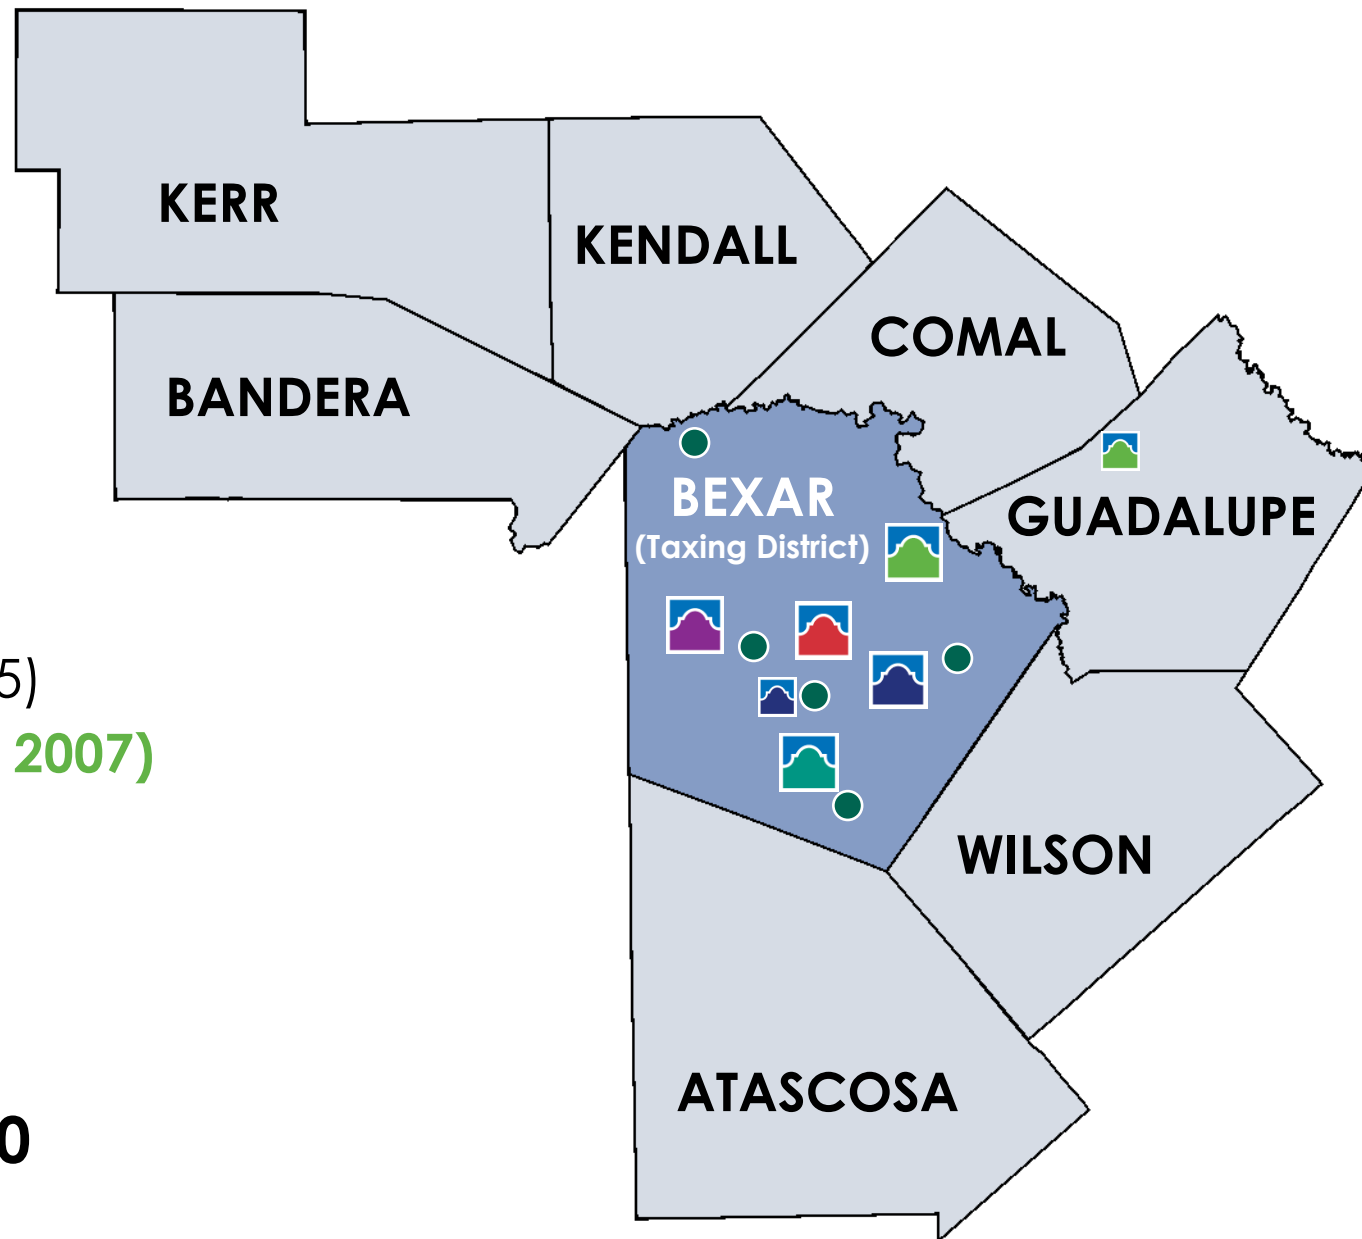 KERR
KENDALL
COMAL
BANDERA
BEXAR
(Taxing District)
GUADALUPE
5)
2007)
WILSON
ATASCOSA
0